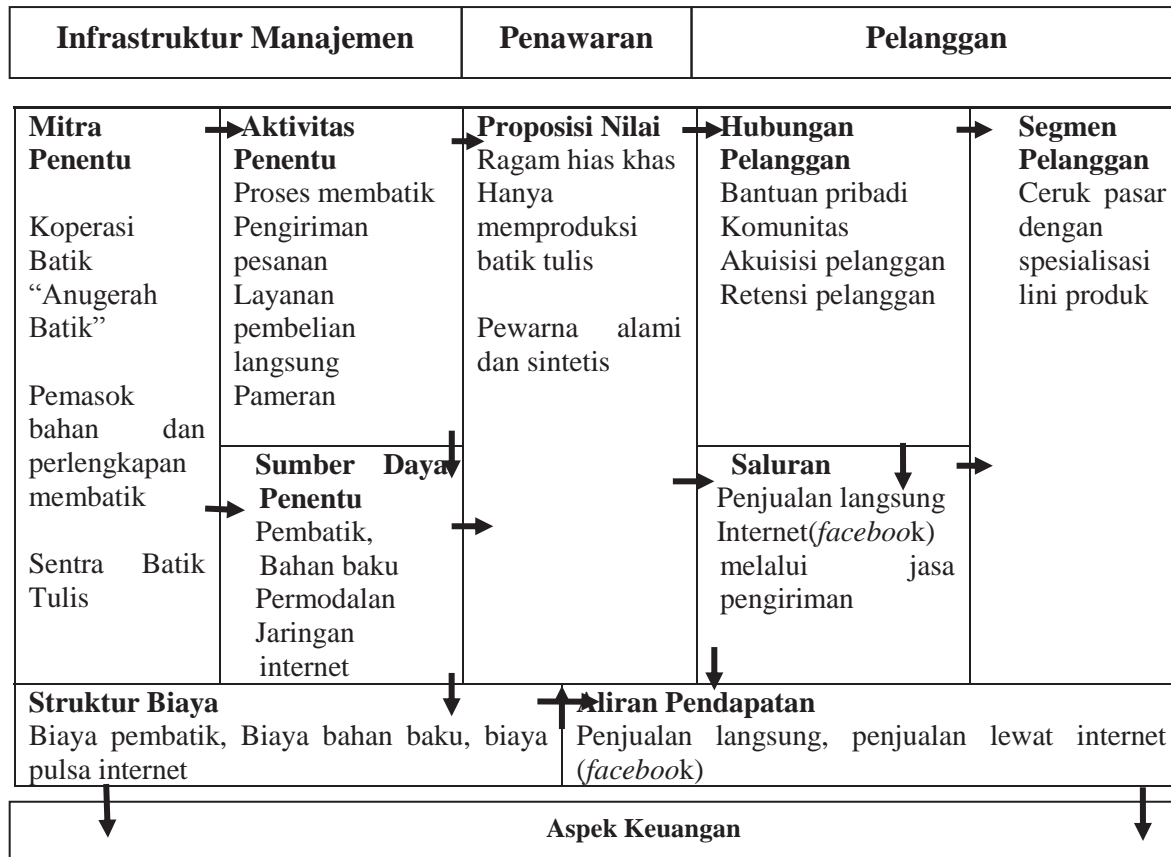 Infrastruktur Manajemen
Penawaran
Pelanggan
Mitra
Penentu
Koperasi
Batik
“Anugerah
Batik”
Pemasok
bahan dan
perlengkapan
membatik
Sentra Batik
Tulis
Aktivitas
Penentu
Proses membatik
Pengiriman
pesanan
Layanan
pembelian
langsung
Pameran
Sumber Daya
Penentu
Pembatik,
Bahan baku
Permodalan
Jaringan
internet
Proposisi Nilai
Ragam hias khas
Hanya
memproduksi
batik tulis
Pewarna alami
dan sintetis
Hubungan
Pelanggan
Bantuan pribadi
Komunitas
Akuisisi pelanggan
Retensi pelanggan
Saluran
Penjualan langsung
Internet(facebook)
melalui jasa
pengiriman
Segmen
Pelanggan
Ceruk pasar
dengan
spesialisasi
lini produk
Struktur Biaya
Biaya pembatik, Biaya bahan baku, biaya
pulsa internet
Aliran Pendapatan
Penjualan langsung, penjualan lewat internet
(facebook)
Aspek Keuangan